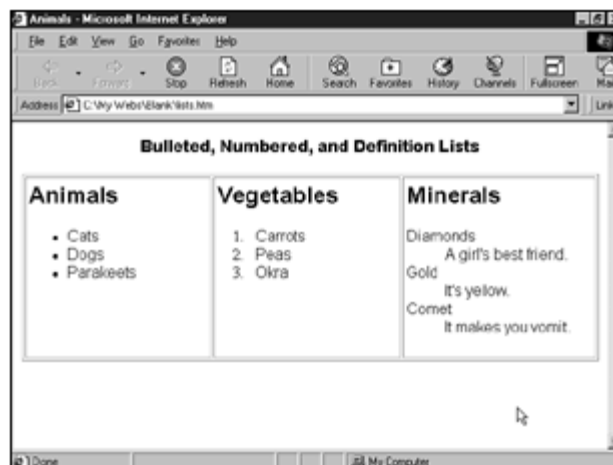 Animals - Microsoft Internet Explorer
File Edit View Go Favorites Help
Back Forward Stop Refresh Home Search Favorites History Channels Fullscreen Mail
Address C:\My Webs\Blank\lists.htm Link
Bulleted, Numbered, and Definition Lists
Animals
• Cats
• Dogs
• Parakeets
Vegetables
1. Carrots
2. Peas
3. Okra
Minerals
Diamonds
A girl's best friend.
Gold
It's yellow.
Comet
It makes you vomit.
Done My Computer